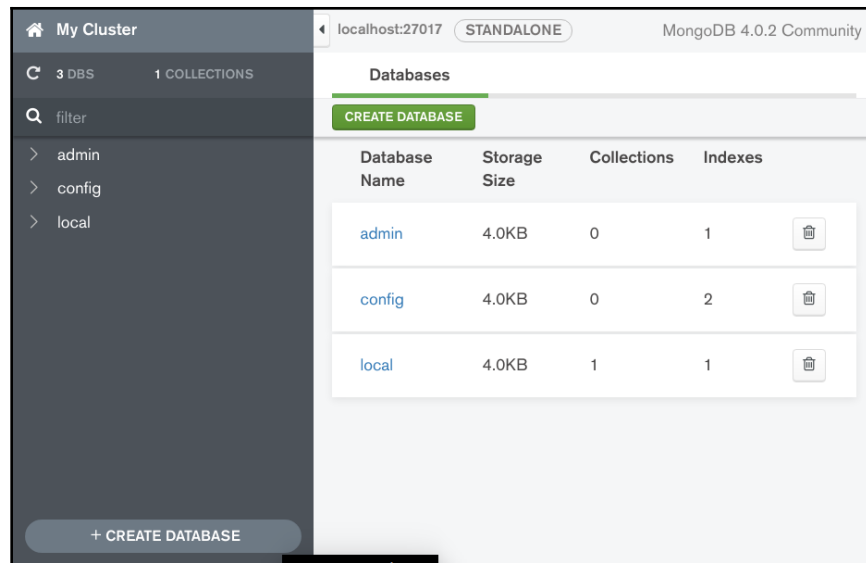 My Cluster
3 DBS 1 COLLECTIONS
filter
admin
config
local
+ CREATE DATABASE
localhost:27017 STANDALONE MongoDB 4.0.2 Community
Databases
CREATE DATABASE
Database Name Storage Size Collections Indexes
admin 4.0KB 0 1
config 4.0KB 0 2
local 4.0KB 1 1